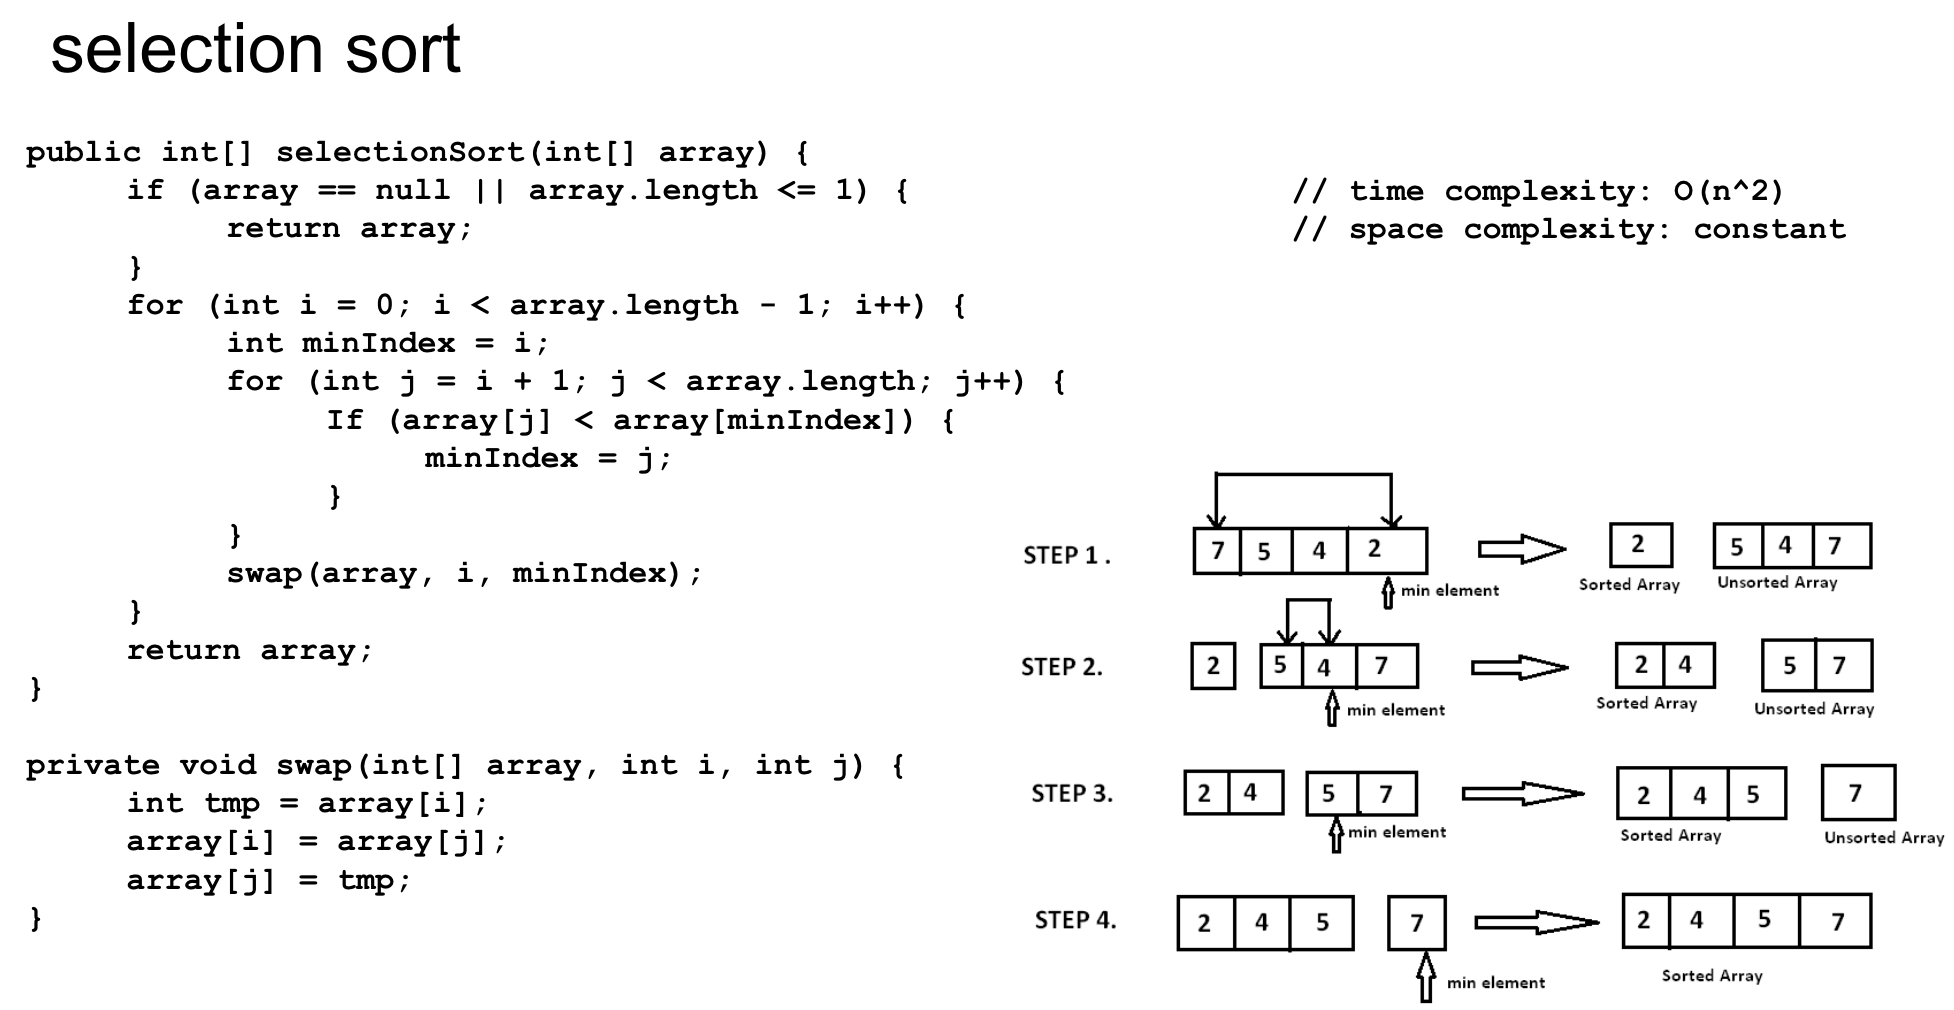 selection sort
public int[] selectionSort(int[] array) {
if (array == null || array.length <= 1) {
return array;
}
for (int i = 0; i < array.length - 1; i++) {
int minIndex = i;
for (int j = i + 1; j < array.length; j++) {
If (array[j] < array[minIndex]) {
minIndex = j;
}
}
swap(array, i, minIndex);
}
return array;
}
private void swap(int[] array, int i, int j) {
int tmp = array[i];
array[i] = array[j];
array[j] = tmp;
}
// time complexity: O(n^2)
// space complexity: constant
STEP 1. 7 5 4 2 2 5 4 7
min element Sorted Array Unsorted Array
STEP 2. 2 5 4 7 2 4 5 7
min element Sorted Array Unsorted Array
STEP 3. 2 4 5 7 2 4 5 7
min element Sorted Array Unsorted Array
STEP 4. 2 4 5 7 2 4 5 7
min element Sorted Array